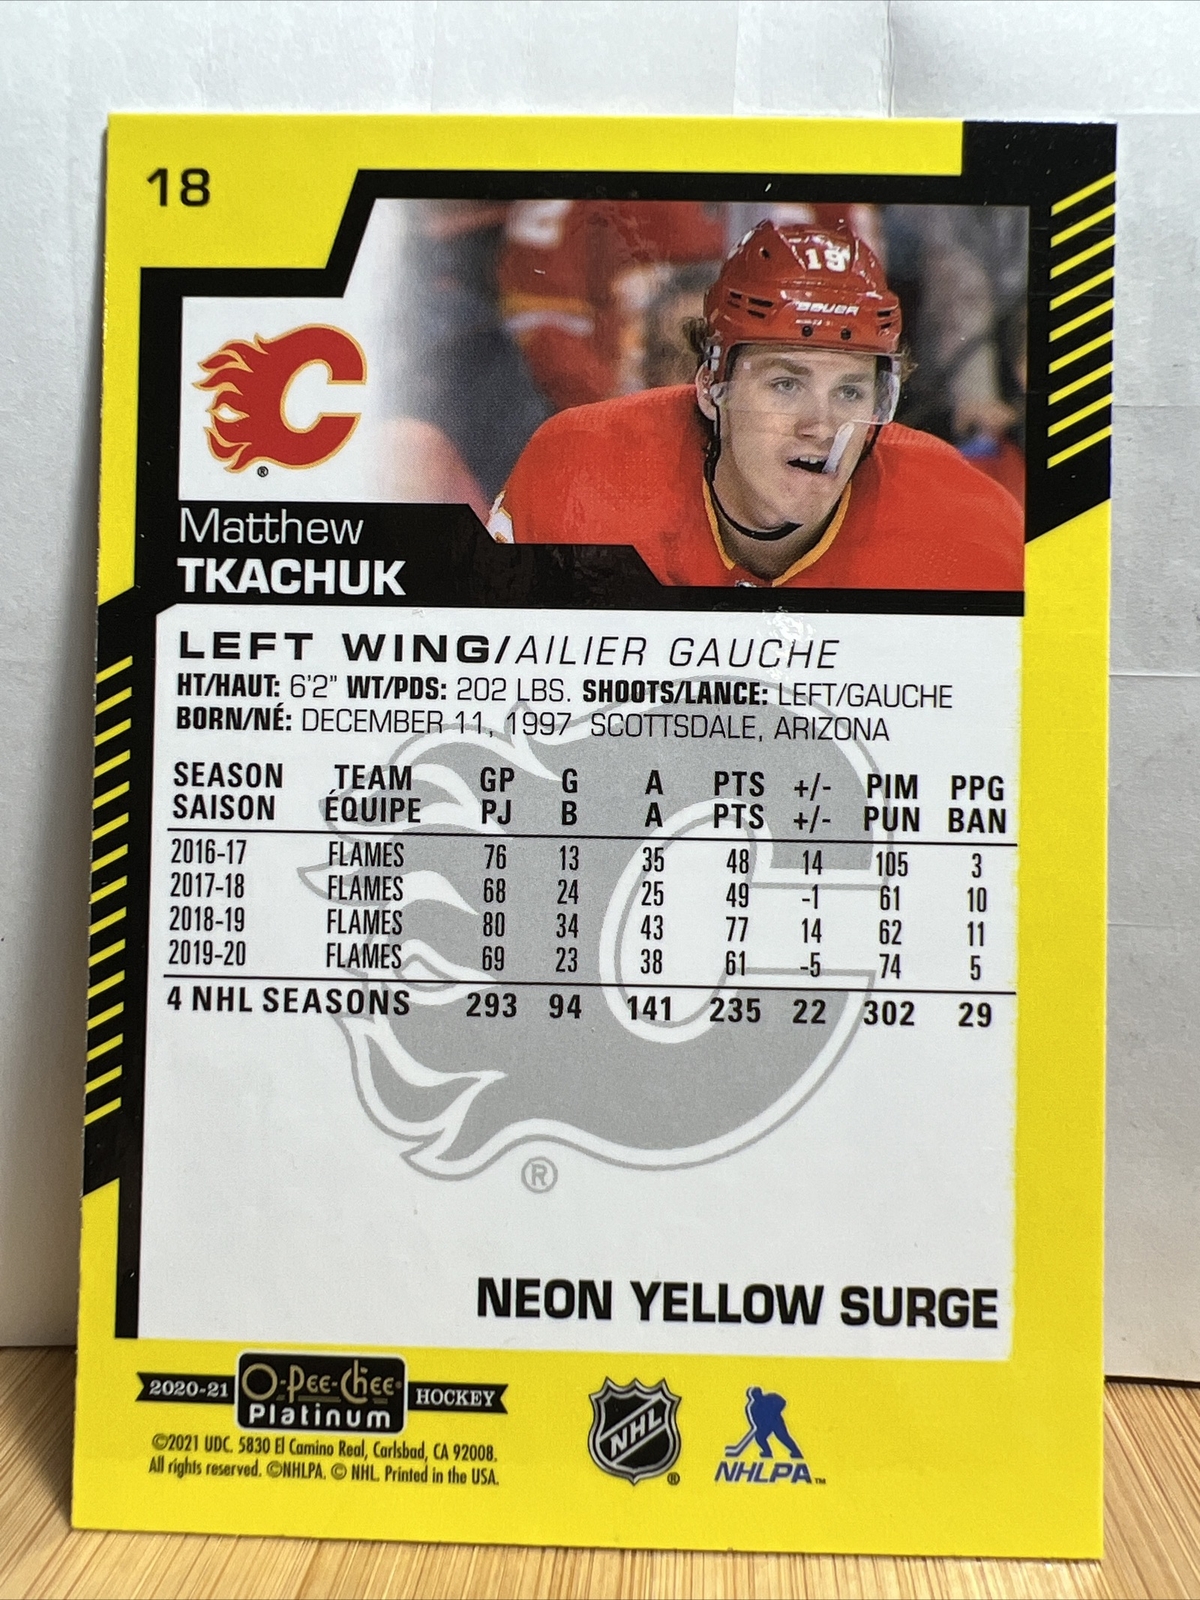 18
19
BAUER
®
Matthew
TKACHUK
LEFT WING/AILIER GAUCHE
HT/HAUT: 6'2" WT/PDS: 202 LBS. SHOOTS/LANCE: LEFT/GAUCHE
BORN/NÉ: DECEMBER 11, 1997 SCOTTSDALE, ARIZONA
SEASON TEAM GP G A PTS +/- PIM PPG
SAISON ÉQUIPE PJ B A PTS +/- PUN BAN
2016-17 FLAMES 76 13 35 48 14 105 3
2017-18 FLAMES 68 24 25 49 -1 61 10
2018-19 FLAMES 80 34 43 77 14 62 11
2019-20 FLAMES 69 23 38 61 -5 74 5
4 NHL SEASONS 293 94 141 235 22 302 29
®
NEON YELLOW SURGE
2020-21 O-Pee-Chee Platinum HOCKEY
©2021 UDC. 5830 El Camino Real, Carlsbad, CA 92008.
All rights reserved. ©NHLPA. © NHL. Printed in the USA.
NHL ®
NHLPA™